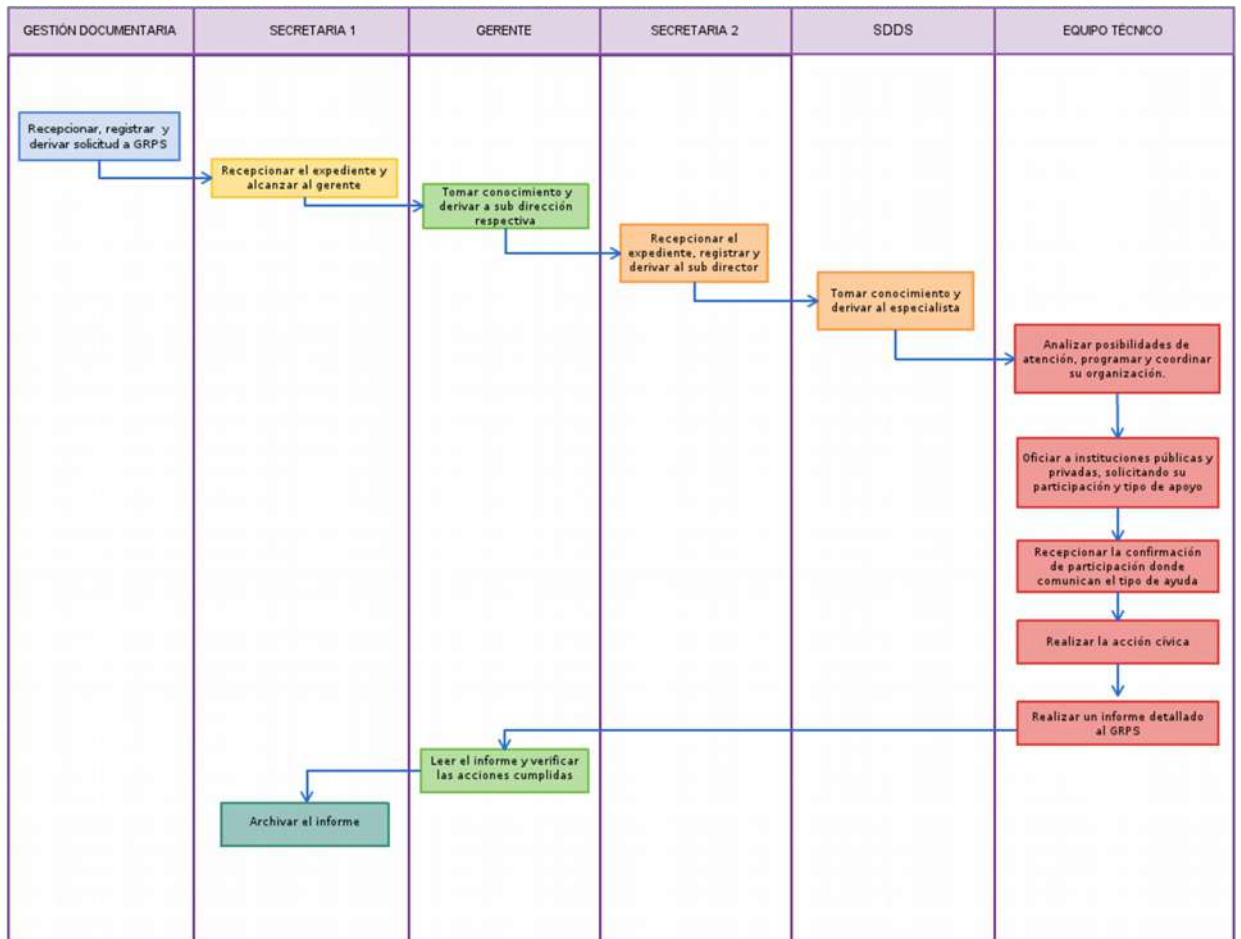 GESTIÓN DOCUMENTARIA
SECRETARIA 1
GERENTE
SECRETARIA 2
SDDS
EQUIPO TÉCNICO
Recepcionar, registrar y
derivar solicitud a GRPS
Recepcionar el expediente y
alcanzar al gerente
Tomar conocimiento y
derivar a sub dirección
respectiva
Recepcionar el
expediente, registrar y
derivar al sub director
Tomar conocimiento y
derivar al especialista
Analizar posibilidades de
atención, programar y coordinar
su organización.
Oficiar a instituciones públicas y
privadas, solicitando su
participación y tipo de apoyo
Recepcionar la confirmación
de participación donde
comunican el tipo de ayuda
Realizar la acción cívica
Realizar un informe detallado
al GRPS
Leer el informe y verificar
las acciones cumplidas
Archivar el informe